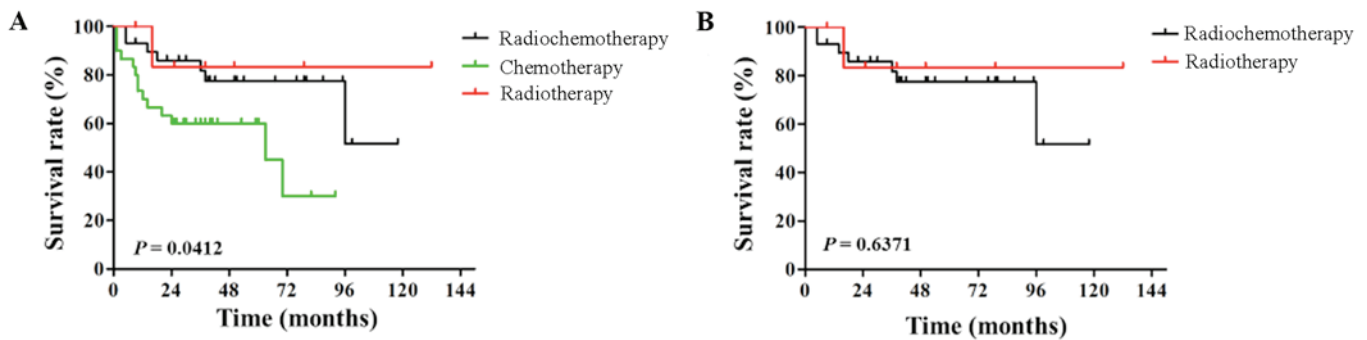 A
Survival rate (%)
100
80
60
40
20
0
P = 0.0412
0 24 48 72 96 120 144
Time (months)
Radiochemotherapy
Chemotherapy
Radiotherapy
B
Survival rate (%)
100
80
60
40
20
0
P = 0.6371
0 24 48 72 96 120 144
Time (months)
Radiochemotherapy
Radiotherapy